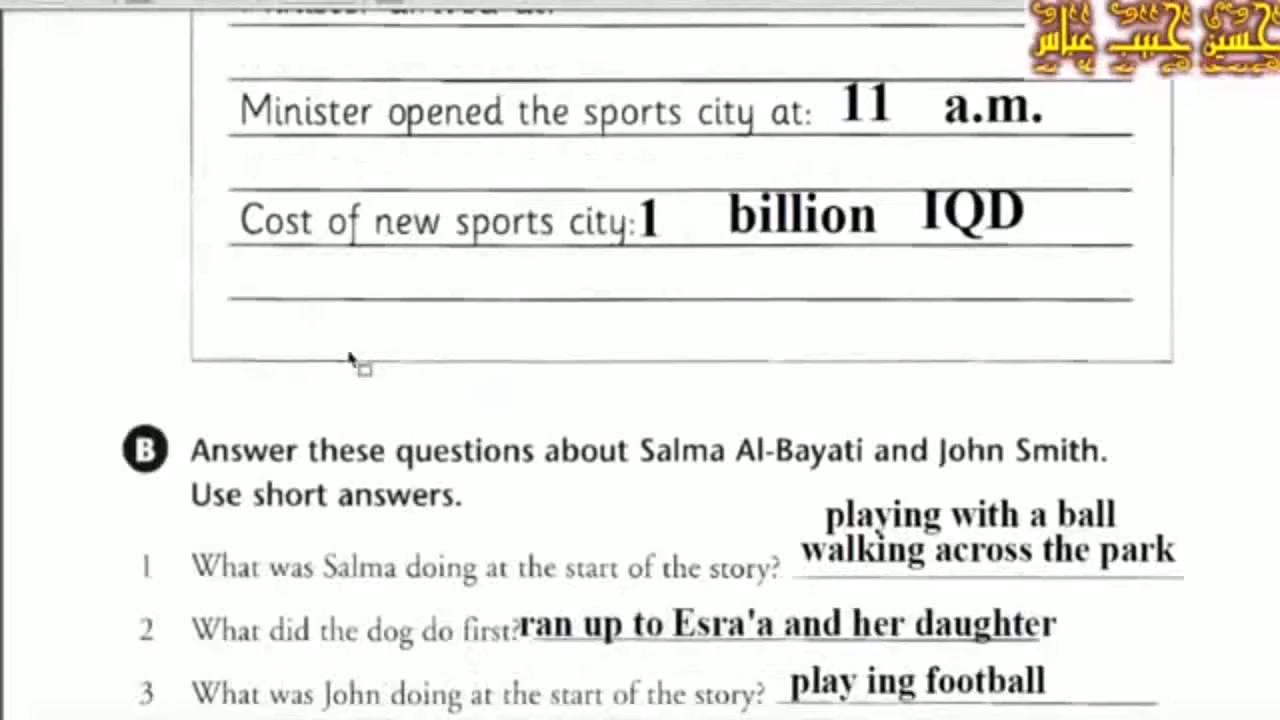 حسين حبيب عباس
Minister opened the sports city at: 11 a.m.
Cost of new sports city: 1 billion IQD
B Answer these questions about Salma Al-Bayati and John Smith.
Use short answers.
playing with a ball
1 What was Salma doing at the start of the story? walking across the park
2 What did the dog do first? ran up to Esra'a and her daughter
3 What was John doing at the start of the story? play ing football